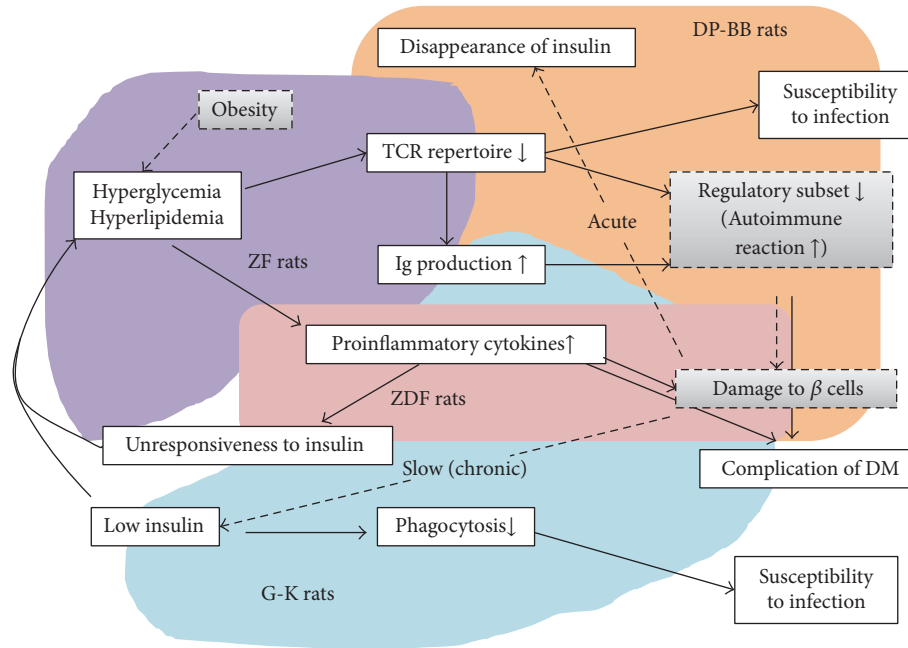 DP-BB rats
Disappearance of insulin
Susceptibility
to infection
Obesity
TCR repertoire ↓
Hyperglycemia
Hyperlipidemia
Regulatory subset ↓
(Autoimmune
reaction ↑)
Acute
ZF rats
Ig production ↑
Proinflammatory cytokines↑
ZDF rats
Damage to β cells
Unresponsiveness to insulin
Slow (chronic)
Complication of DM
Low insulin
Phagocytosis↓
G-K rats
Susceptibility
to infection